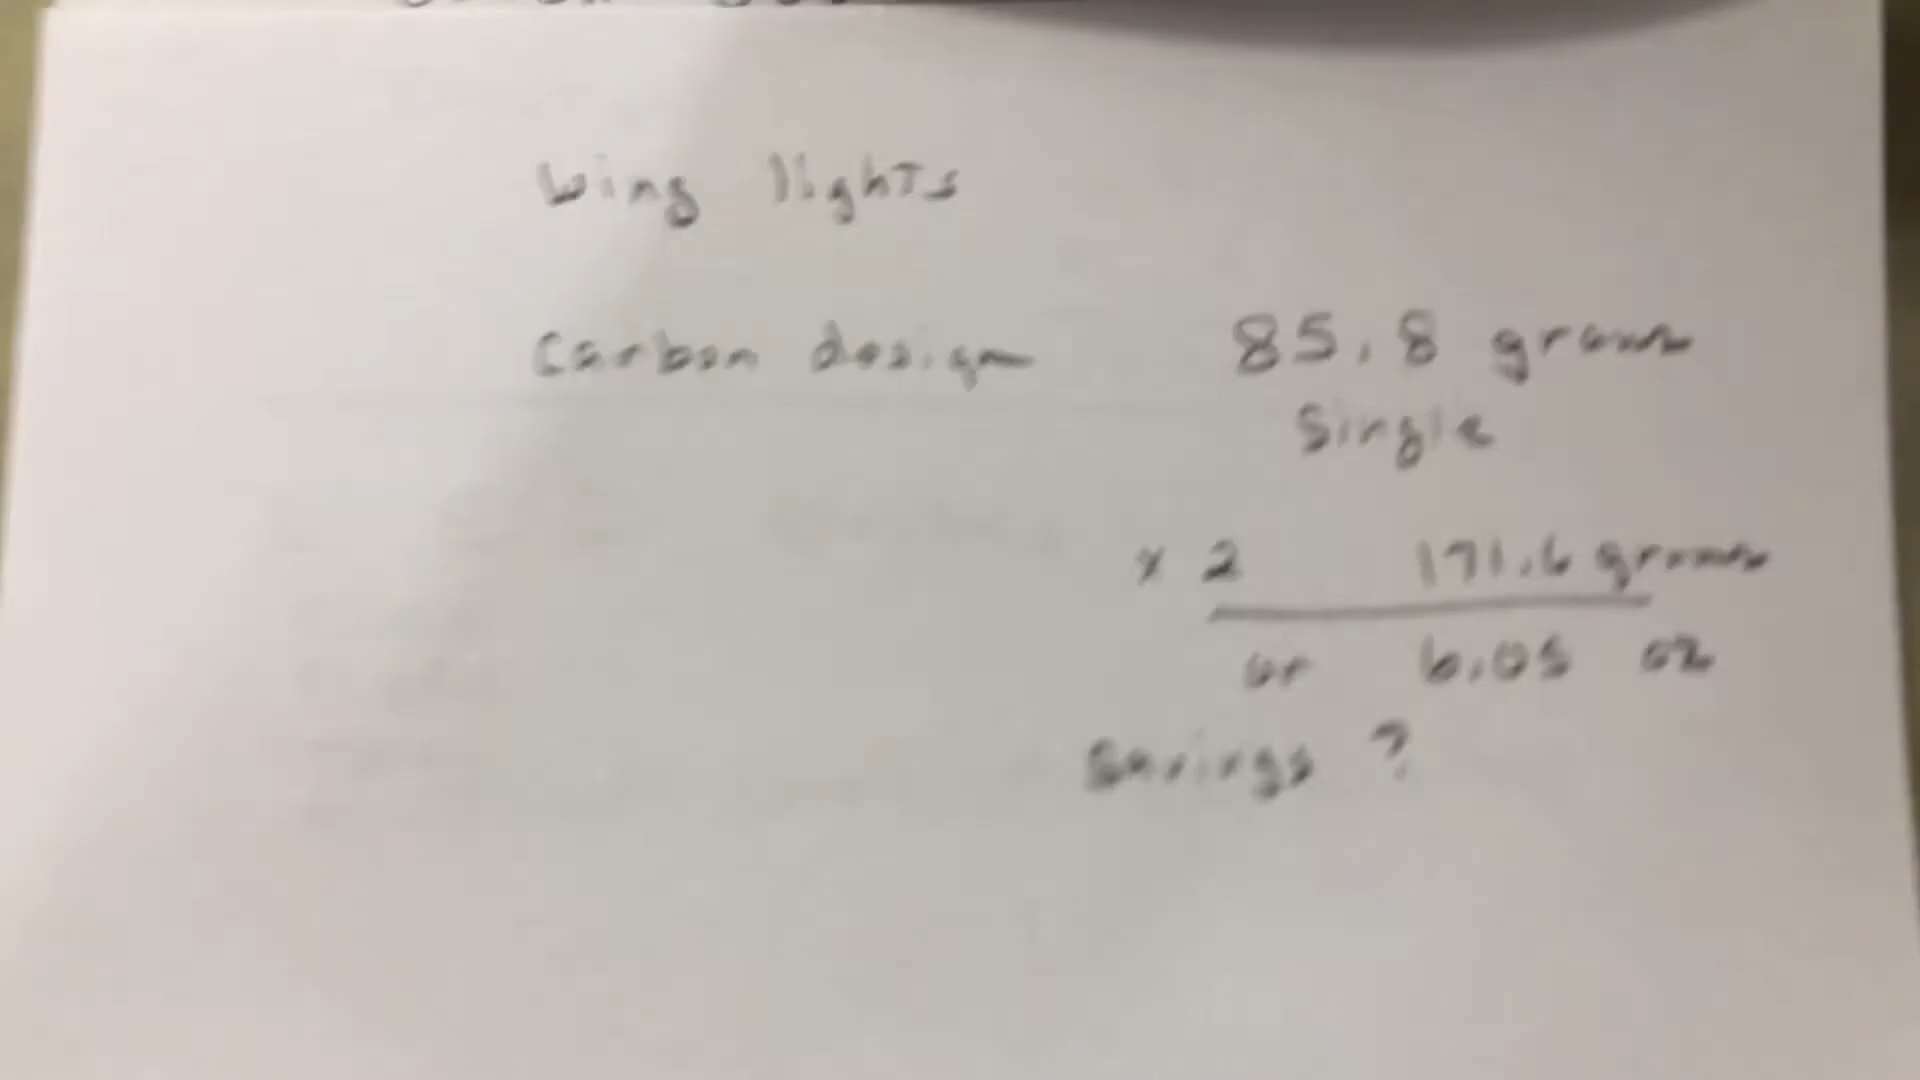 wing lights
Carbon design 85.8 grams
Single
x 2 171.6 grams
or 6.05 oz
Savings ?